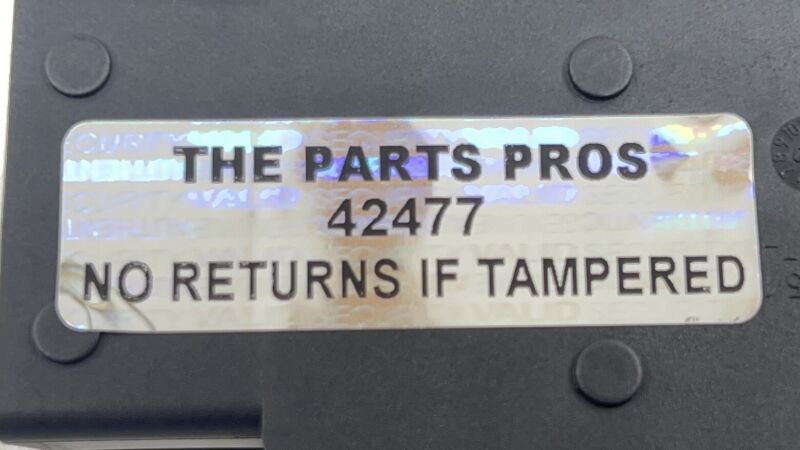 THE PARTS PROS
42477
NO RETURNS IF TAMPERED